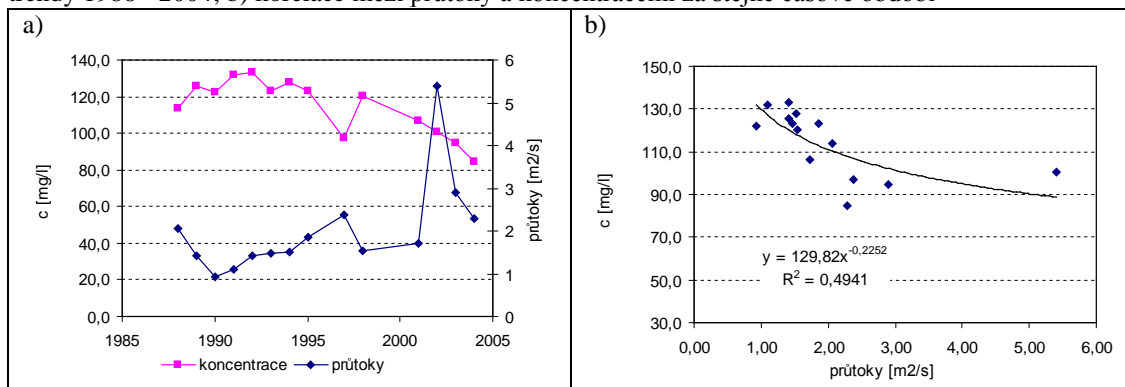 trendy 1988 - 2004, b) korelace mezi průtoky a koncentracemi za stejné časové období
a)
140,0
120,0
100,0
80,0
60,0
40,0
20,0
0,0
c [mg/l]
6
5
4
3
2
1
0
průtoky [m2/s]
1985 1990 1995 2000 2005
koncentrace průtoky
b)
150,0
130,0
110,0
90,0
70,0
50,0
30,0
c [mg/l]
y = 129,82x^-0,2252
R² = 0,4941
0,00 1,00 2,00 3,00 4,00 5,00 6,00
průtoky [m2/s]